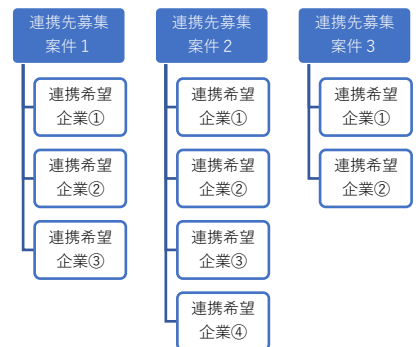 連携先募集
案件1
連携希望
企業①
連携希望
企業②
連携希望
企業③
連携先募集
案件2
連携希望
企業①
連携希望
企業②
連携希望
企業③
連携希望
企業④
連携先募集
案件3
連携希望
企業①
連携希望
企業②